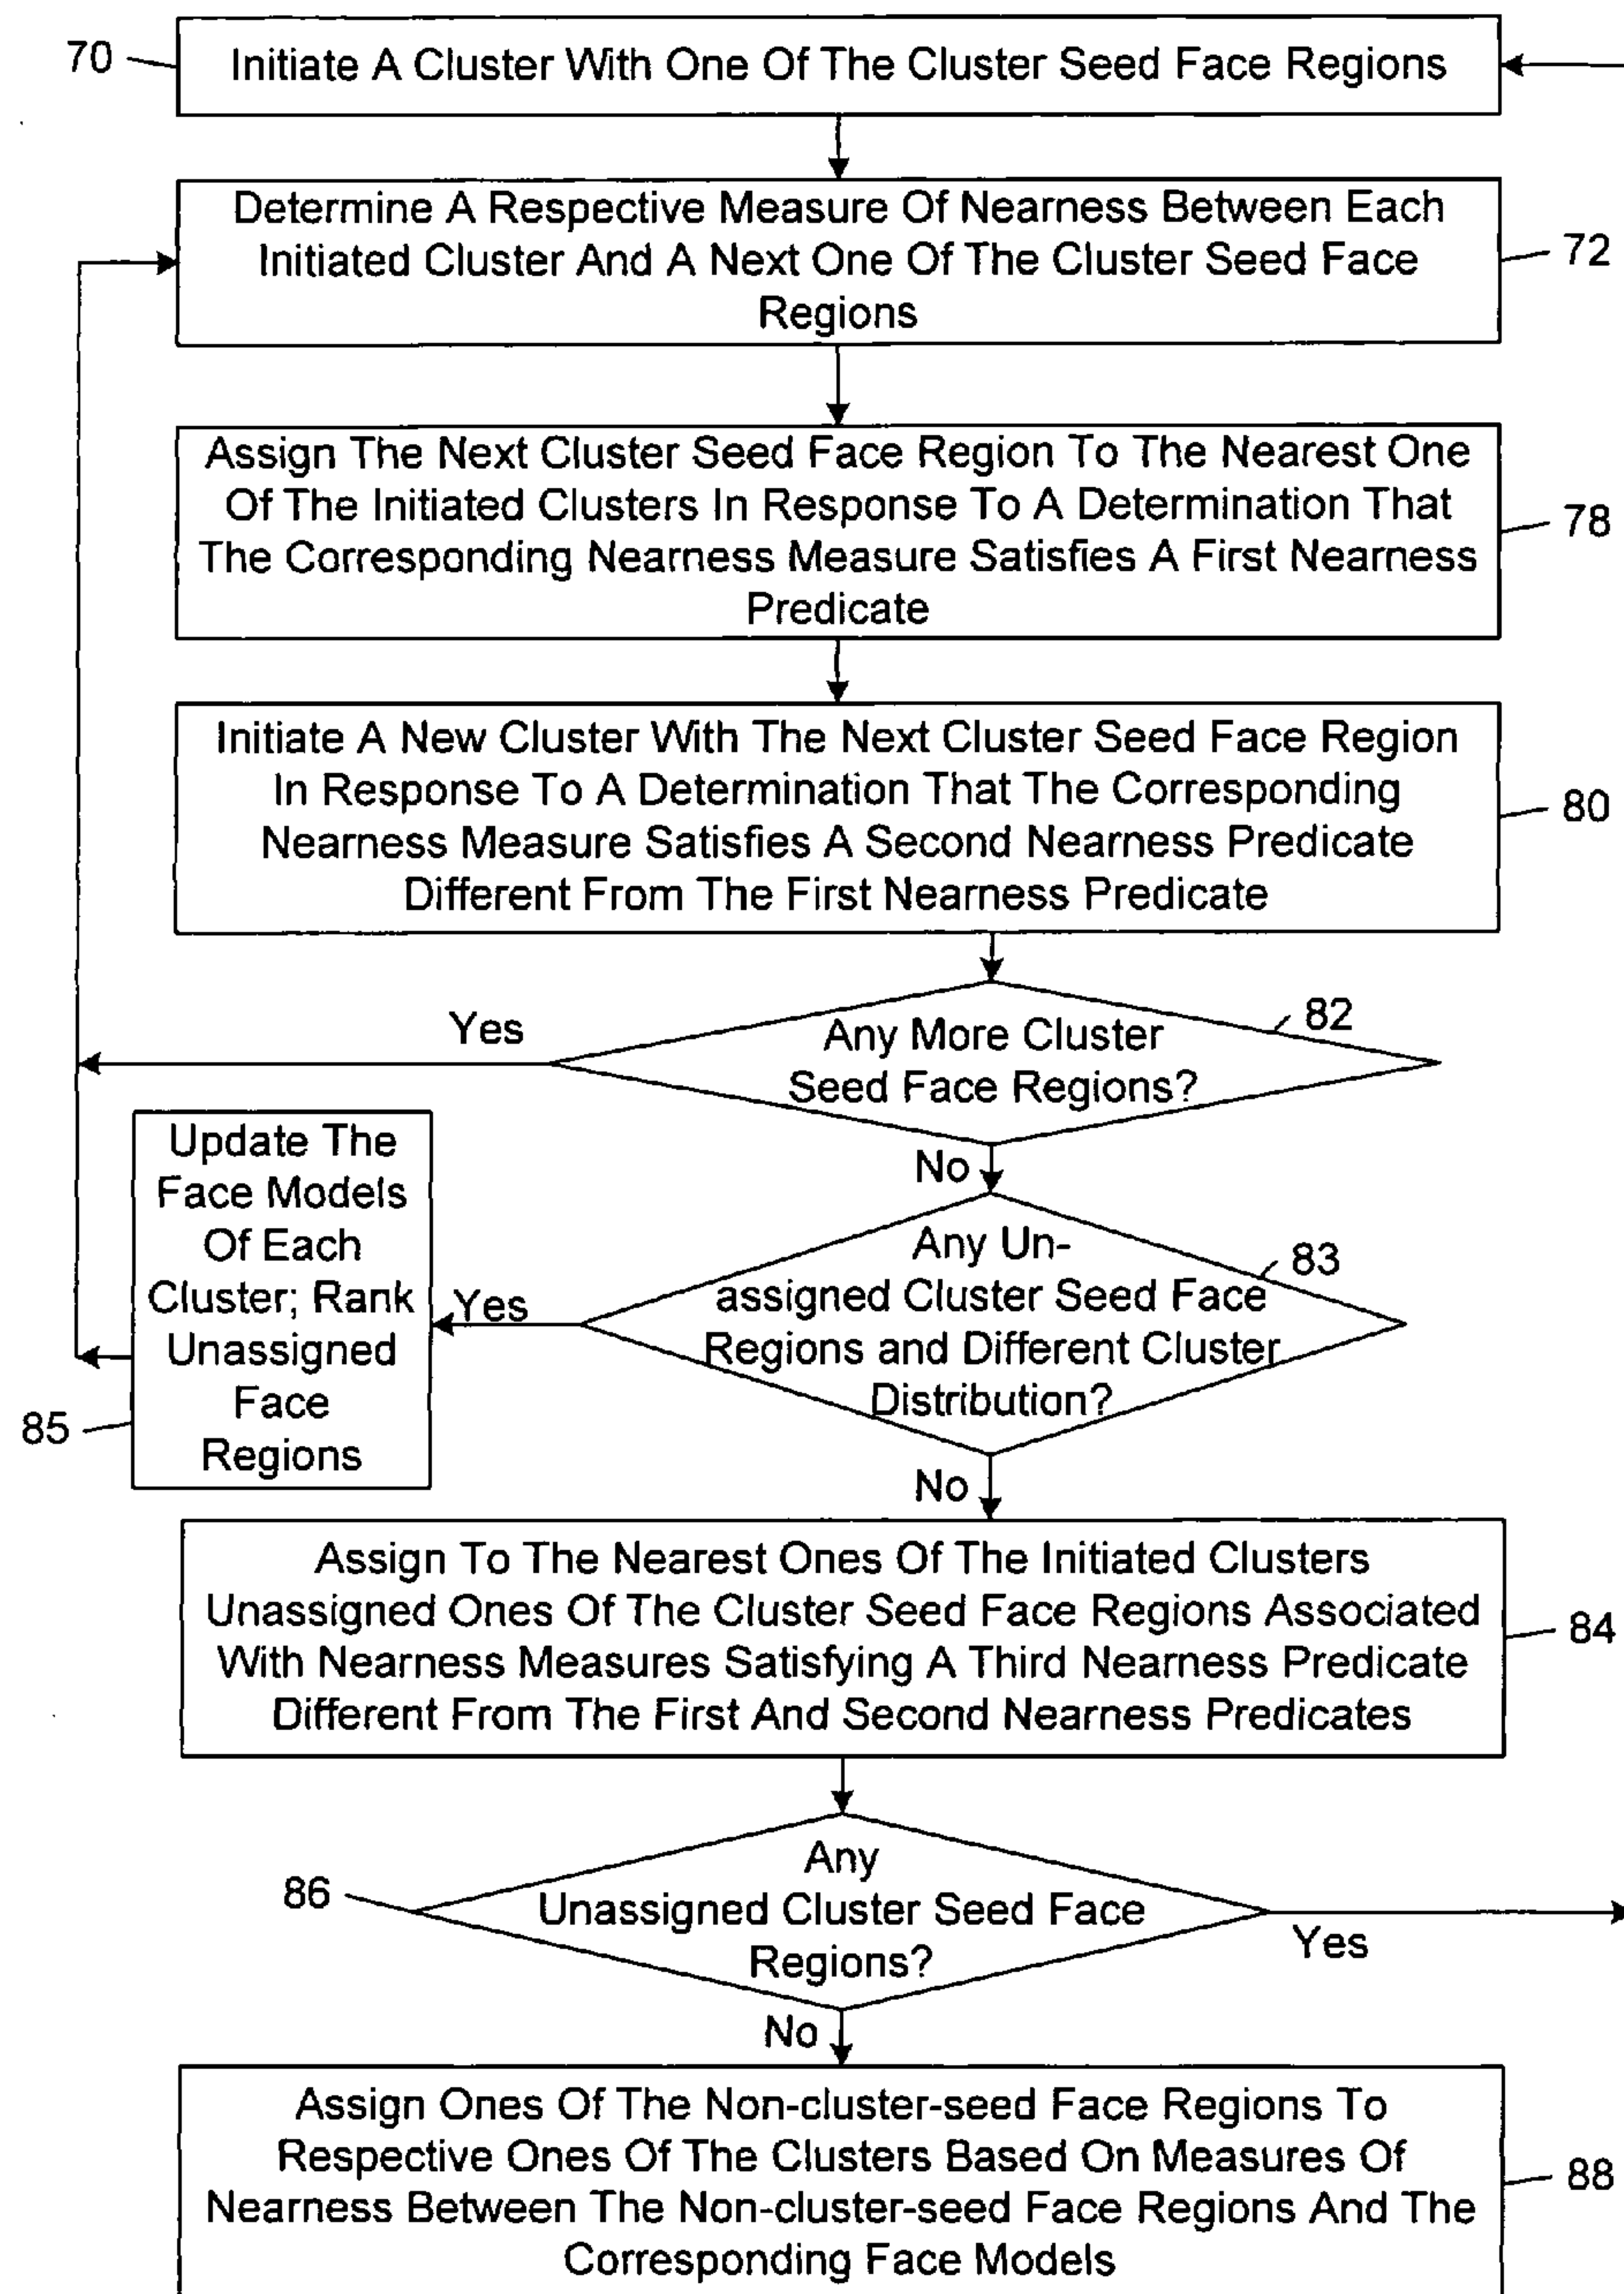 70
Initiate A Cluster With One Of The Cluster Seed Face Regions
Determine A Respective Measure Of Nearness Between Each
Initiated Cluster And A Next One Of The Cluster Seed Face
Regions
72
Assign The Next Cluster Seed Face Region To The Nearest One
Of The Initiated Clusters In Response To A Determination That
The Corresponding Nearness Measure Satisfies A First Nearness
Predicate
78
Initiate A New Cluster With The Next Cluster Seed Face Region
In Response To A Determination That The Corresponding
Nearness Measure Satisfies A Second Nearness Predicate
Different From The First Nearness Predicate
80
82
Any More Cluster
Seed Face Regions?
Yes
No
83
Any Un-
assigned Cluster Seed Face
Regions and Different Cluster
Distribution?
Yes
No
Update The
Face Models
Of Each
Cluster; Rank
Unassigned
Face
Regions
85
Assign To The Nearest Ones Of The Initiated Clusters
Unassigned Ones Of The Cluster Seed Face Regions Associated
With Nearness Measures Satisfying A Third Nearness Predicate
Different From The First And Second Nearness Predicates
84
86
Any
Unassigned Cluster Seed Face
Regions?
Yes
No
Assign Ones Of The Non-cluster-seed Face Regions To
Respective Ones Of The Clusters Based On Measures Of
Nearness Between The Non-cluster-seed Face Regions And The
Corresponding Face Models
88